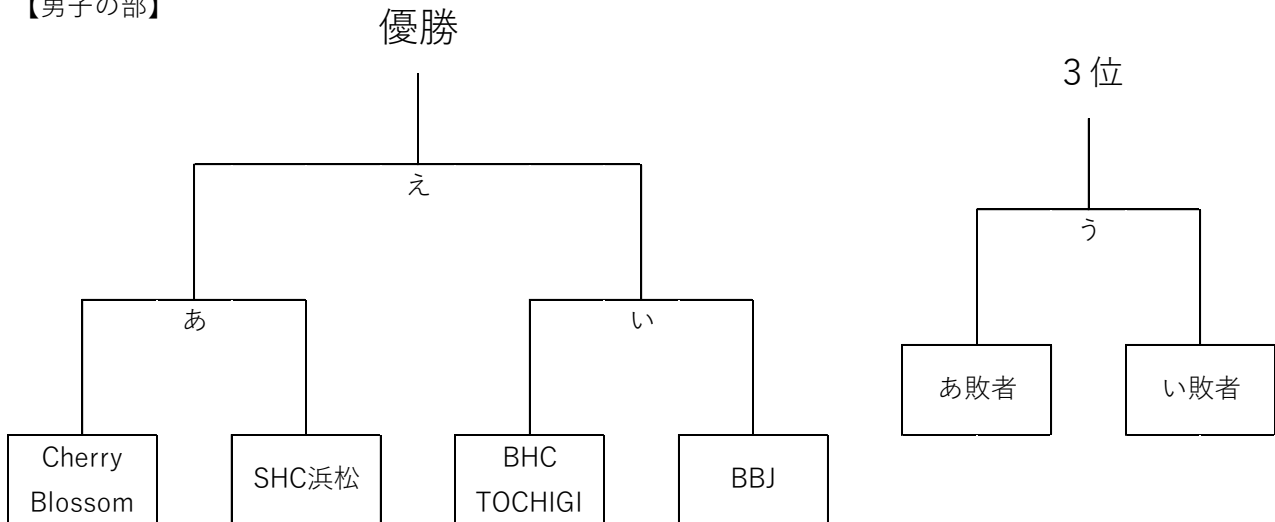 【男子の部】
優勝
３位
え
う
あ
い
あ敗者
い敗者
Cherry
Blossom
SHC浜松
BHC
TOCHIGI
BBJ